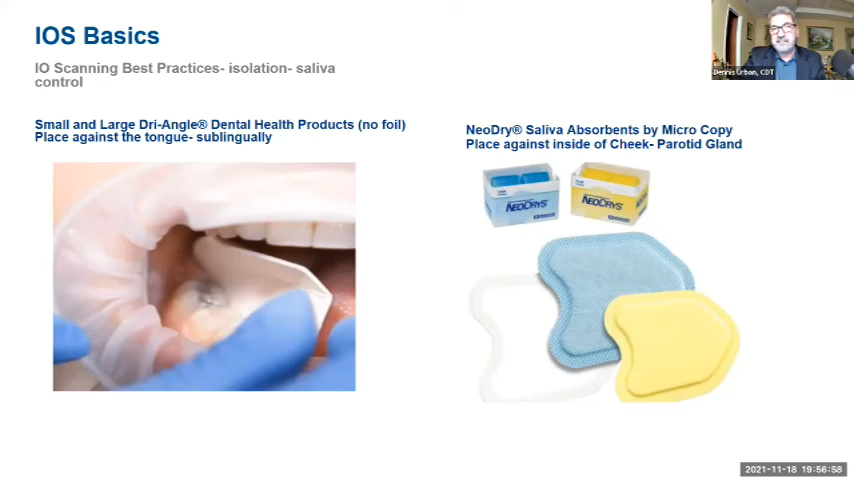 IOS Basics
IO Scanning Best Practices- isolation- saliva
control
Dennis Urban, CDT
Small and Large Dri-Angle® Dental Health Products (no foil)
Place against the tongue- sublingually
NeoDry® Saliva Absorbents by Micro Copy
Place against inside of Cheek- Parotid Gland
NEODRYS
NEODRYS
2021-11-18 19:56:58